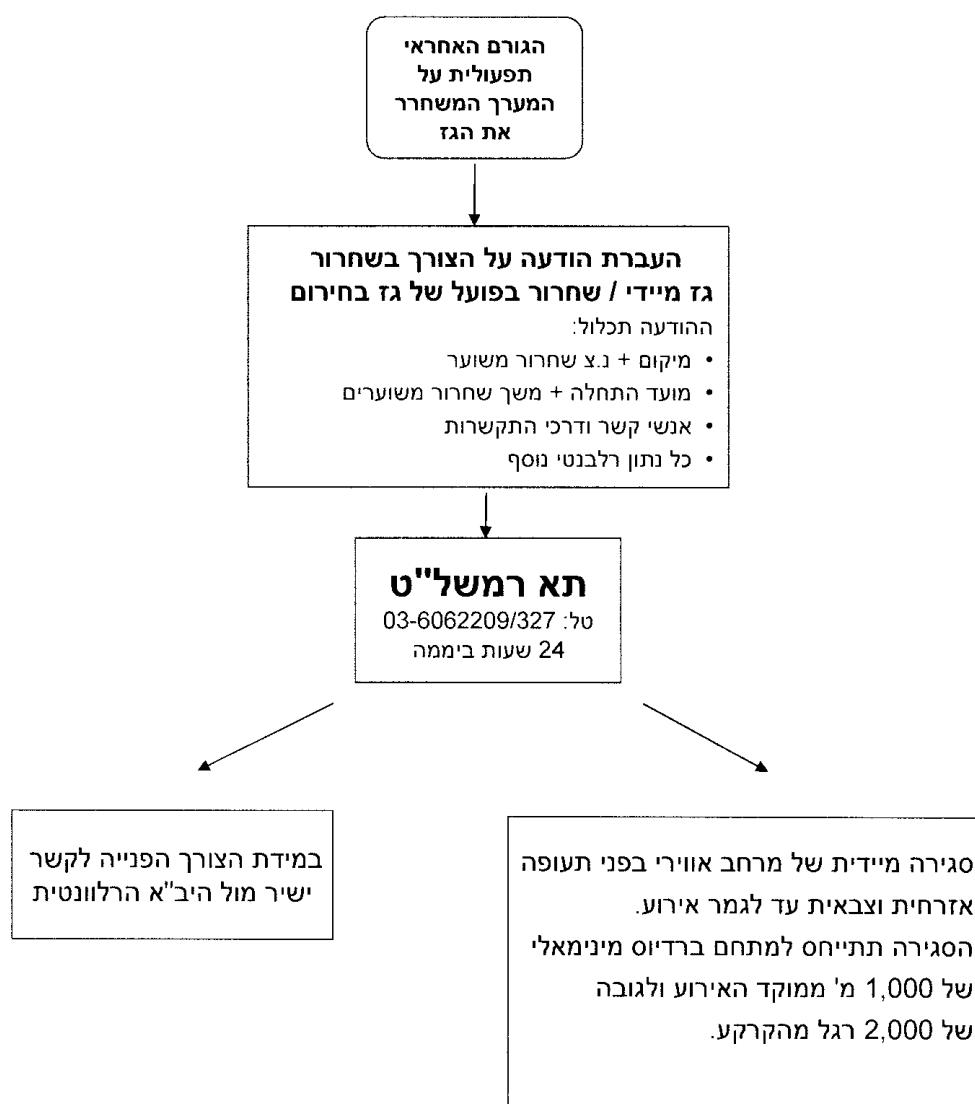 הגורם האחראי
תפעולית על
המערך המשחרר
את הגז
העברת הודעה על הצורך בשחרור
גז מיידי / שחרור בפועל של גז בחירום
ההודעה תכלול:
• מיקום + נ.צ שחרור משוער
• מועד התחלה + משך שחרור משוערים
• אנשי קשר ודרכי התקשרות
• כל נתון רלבנטי נוסף
תא רמשל"ט
טל: 03-6062209/327
24 שעות ביממה
סגירה מיידית של מרחב אווירי בפני תעופה
אזרחית וצבאית עד לגמר אירוע.
הסגירה תתייחס למתחם ברדיוס מינימאלי
של 1,000 מ' ממוקד האירוע ולגובה
של 2,000 רגל מהקרקע.
במידת הצורך הפנייה לקשר
ישיר מול היב"א הרלוונטית